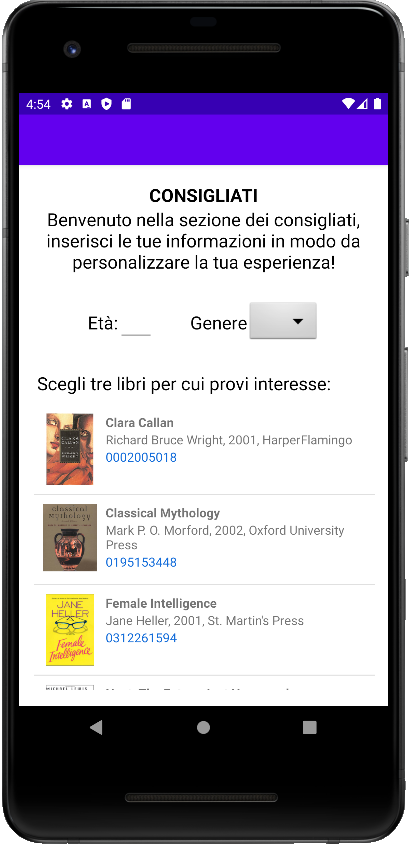 4:54
CONSIGLIATI
Benvenuto nella sezione dei consigliati,
inserisci le tue informazioni in modo da
personalizzare la tua esperienza!
Età:
Genere
Scegli tre libri per cui provi interesse:
CLARA
CALLAN
Clara Callan
Richard Bruce Wright, 2001, HarperFlamingo
0002005018
classical
mythology
Classical Mythology
Mark P. O. Morford, 2002, Oxford University
Press
0195153448
JANE
HELLER
Female
Intelligence
Female Intelligence
Jane Heller, 2001, St. Martin's Press
0312261594